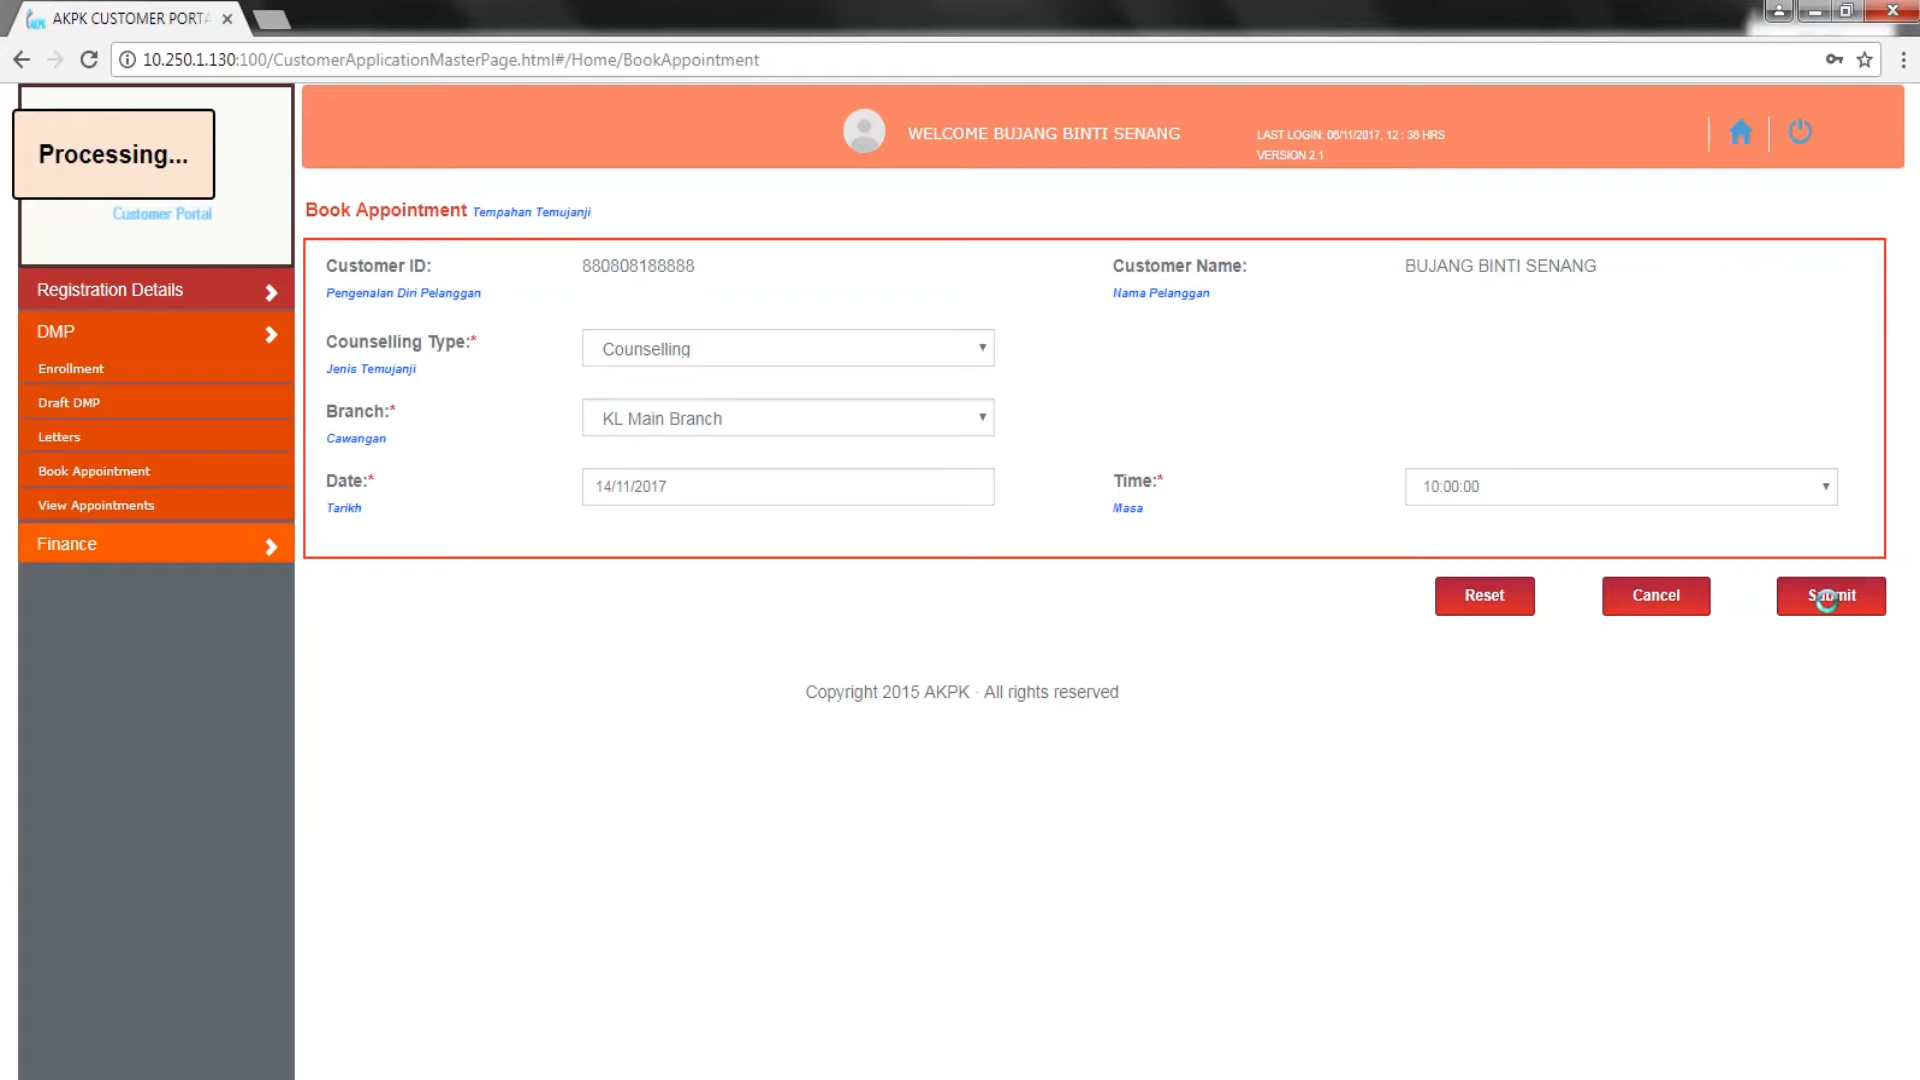 AKPK CUSTOMER PORTA
10.250.1.130:100/CustomerApplicationMasterPage.html#/Home/BookAppointment
Processing...
Customer Portal
WELCOME BUJANG BINTI SENANG
LAST LOGIN: 06/11/2017, 12 : 38 HRS
VERSION 2.1
Registration Details
DMP
Enrollment
Draft DMP
Letters
Book Appointment
View Appointments
Finance
Book Appointment Tempahan Temujanji
Customer ID: 880808188888 Customer Name: BUJANG BINTI SENANG
Pengenalan Diri Pelanggan Nama Pelanggan
Counselling Type:* Counselling
Jenis Temujanji
Branch:* KL Main Branch
Cawangan
Date:* 14/11/2017 Time:* 10:00:00
Tarikh Masa
Reset Cancel Submit
Copyright 2015 AKPK · All rights reserved